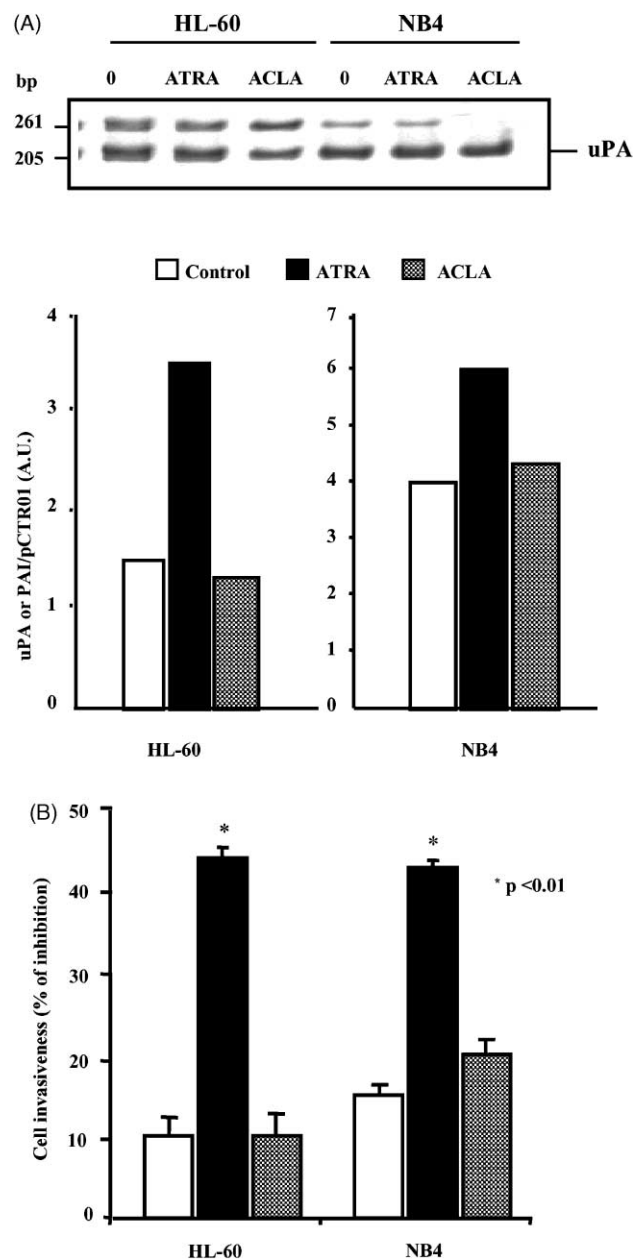 (A)
HL-60 NB4
bp 0 ATRA ACLA 0 ATRA ACLA
261
205 uPA
Control ATRA ACLA
4 7
6
3 5
4
2
3
1 2
1
0 0
uPA or PAI/pCTR01 (A.U.)
HL-60 NB4
(B)
50
* *
* p <0.01
40
30
20
10
0
Cell invasiveness (% of inhibition)
HL-60 NB4